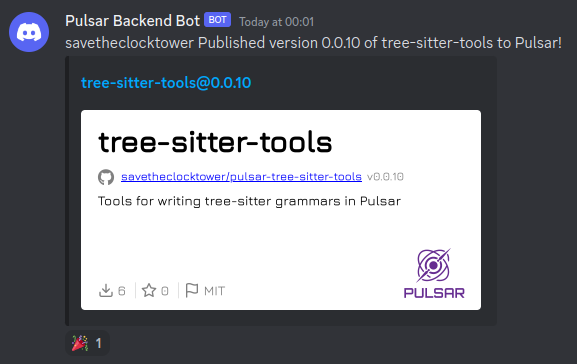 Pulsar Backend Bot BOT Today at 00:01
savetheclocktower Published version 0.0.10 of tree-sitter-tools to Pulsar!
tree-sitter-tools@0.0.10
tree-sitter-tools
savetheclocktower/pulsar-tree-sitter-tools v0.0.10
Tools for writing tree-sitter grammars in Pulsar
6 0 MIT
PULSAR
1